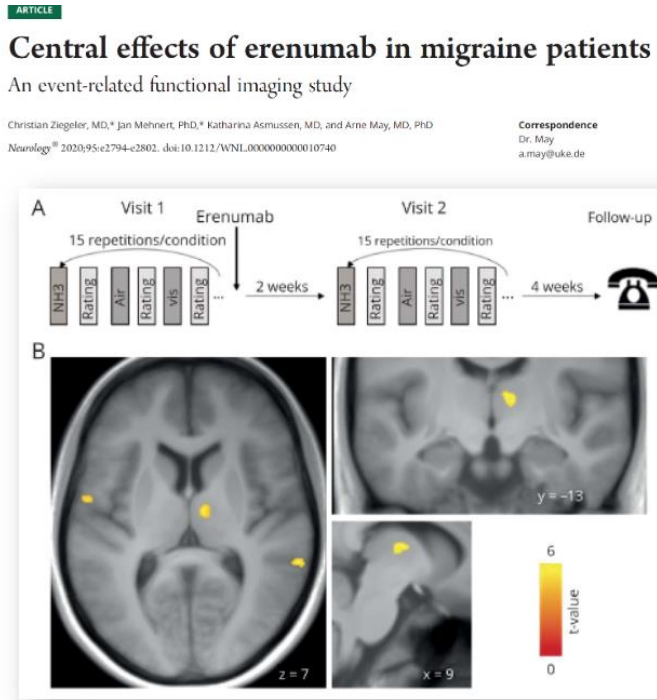 ARTICLE
Central effects of erenumab in migraine patients
An event-related functional imaging study
Christian Ziegeler, MD,* Jan Mehnert, PhD,* Katharina Asmussen, MD, and Arne May, MD, PhD
Neurology® 2020;95:e2794-e2802. doi:10.1212/WNL.0000000000010740
Correspondence
Dr. May
a.may@uke.de
A
Visit 1
Erenumab
Visit 2
Follow-up
15 repetitions/condition
15 repetitions/condition
NH3
Rating
Air
Rating
vis
Rating
...
2 weeks
NH3
Rating
Air
Rating
vis
Rating
...
4 weeks
B
z = 7
y = -13
x = 9
6
t-value
0